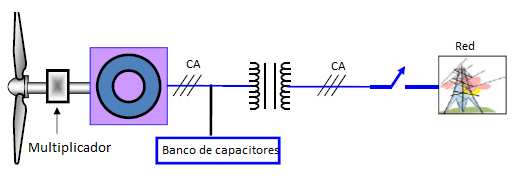 Red
CA
CA
Multiplicador
Banco de capacitores